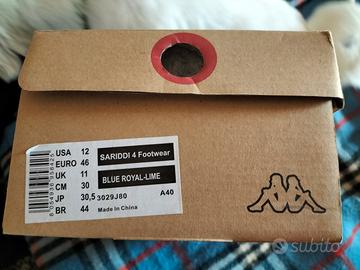 USA 12
EURO 46
UK 11
CM 30
JP 30,5
BR 44
SARIDDI 4 Footwear
BLUE ROYAL-LIME
3029J80 A40
Made in China
subito